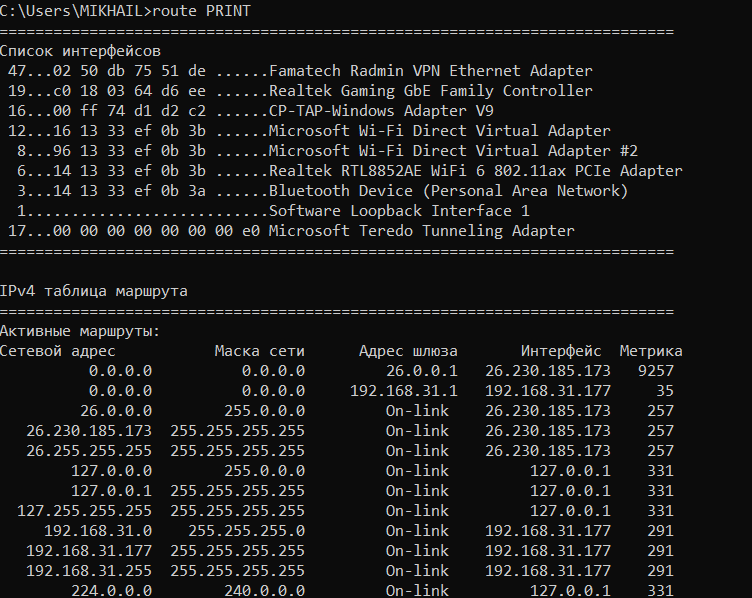 C:\Users\MIKHAIL>route PRINT
===========================================================================
Список интерфейсов
 47...02 50 db 75 51 de ......Famatech Radmin VPN Ethernet Adapter
 19...c0 18 03 64 d6 ee ......Realtek Gaming GbE Family Controller
 16...00 ff 74 d1 d2 c2 ......CP-TAP-Windows Adapter V9
 12...16 13 33 ef 0b 3b ......Microsoft Wi-Fi Direct Virtual Adapter
  8...96 13 33 ef 0b 3b ......Microsoft Wi-Fi Direct Virtual Adapter #2
  6...14 13 33 ef 0b 3b ......Realtek RTL8852AE WiFi 6 802.11ax PCIe Adapter
  3...14 13 33 ef 0b 3a ......Bluetooth Device (Personal Area Network)
  1...........................Software Loopback Interface 1
 17...00 00 00 00 00 00 00 e0 Microsoft Teredo Tunneling Adapter
===========================================================================

IPv4 таблица маршрута
===========================================================================
Активные маршруты:
Сетевой адрес           Маска сети      Адрес шлюза       Интерфейс  Метрика
          0.0.0.0          0.0.0.0         26.0.0.1   26.230.185.173   9257
          0.0.0.0          0.0.0.0     192.168.31.1   192.168.31.177     35
         26.0.0.0        255.0.0.0         On-link    26.230.185.173    257
   26.230.185.173  255.255.255.255         On-link    26.230.185.173    257
   26.255.255.255  255.255.255.255         On-link    26.230.185.173    257
        127.0.0.0        255.0.0.0         On-link         127.0.0.1    331
        127.0.0.1  255.255.255.255         On-link         127.0.0.1    331
  127.255.255.255  255.255.255.255         On-link         127.0.0.1    331
     192.168.31.0    255.255.255.0         On-link    192.168.31.177    291
   192.168.31.177  255.255.255.255         On-link    192.168.31.177    291
   192.168.31.255  255.255.255.255         On-link    192.168.31.177    291
        224.0.0.0        240.0.0.0         On-link         127.0.0.1    331